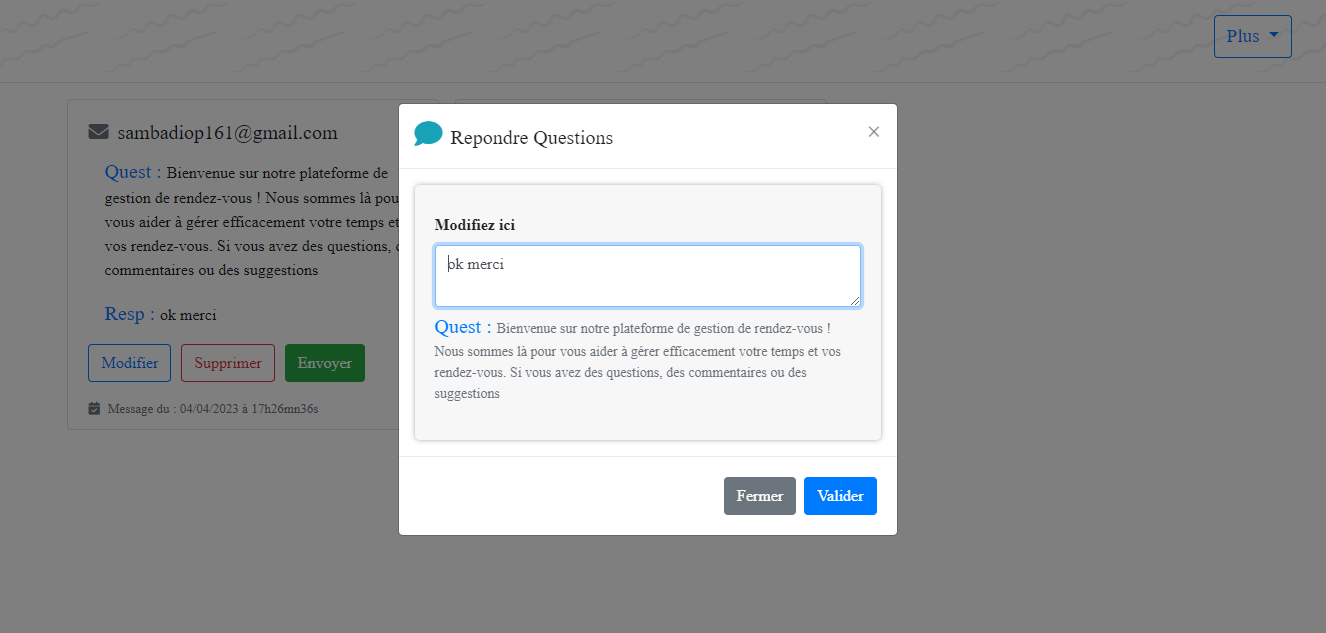 Plus
sambadiop161@gmail.com
Quest : Bienvenue sur notre plateforme de
gestion de rendez-vous ! Nous sommes là
vous aider à gérer efficacement votre temps et
vos rendez-vous. Si vous avez des questions,
commentaires ou des suggestions
Resp : ok merci
Modifier Supprimer Envoyer
Message du : 04/04/2023 à 17h26mn36s
Repondre Questions
×
Modifiez ici
ok merci
Quest : Bienvenue sur notre plateforme de gestion de rendez-vous !
Nous sommes là pour vous aider à gérer efficacement votre temps et vos
rendez-vous. Si vous avez des questions, des commentaires ou des
suggestions
Fermer Valider